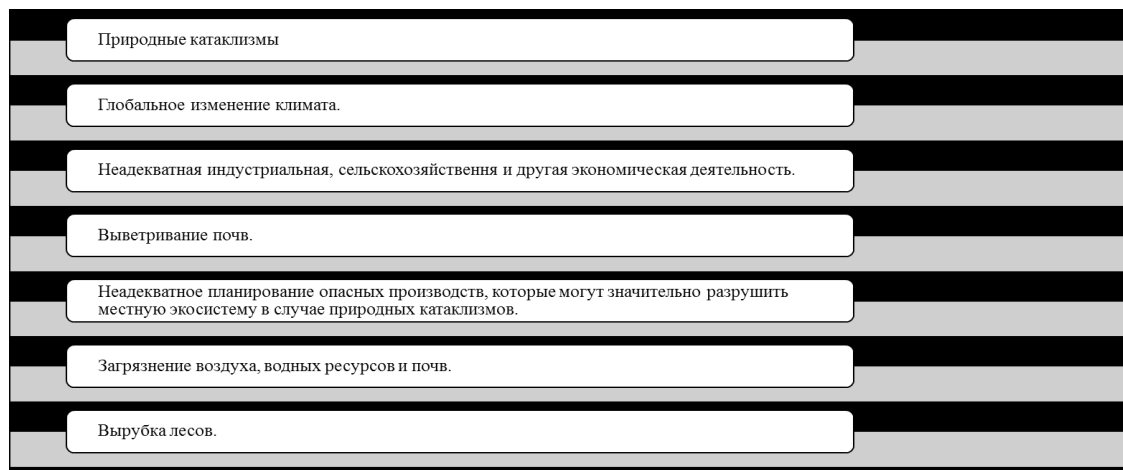 Природные катаклизмы
Глобальное изменение климата.
Неадекватная индустриальная, сельскохозяйствення и другая экономическая деятельность.
Выветривание почв.
Неадекватное планирование опасных производств, которые могут значительно разрушить
местную экосистему в случае природных катаклизмов.
Загрязнение воздуха, водных ресурсов и почв.
Вырубка лесов.